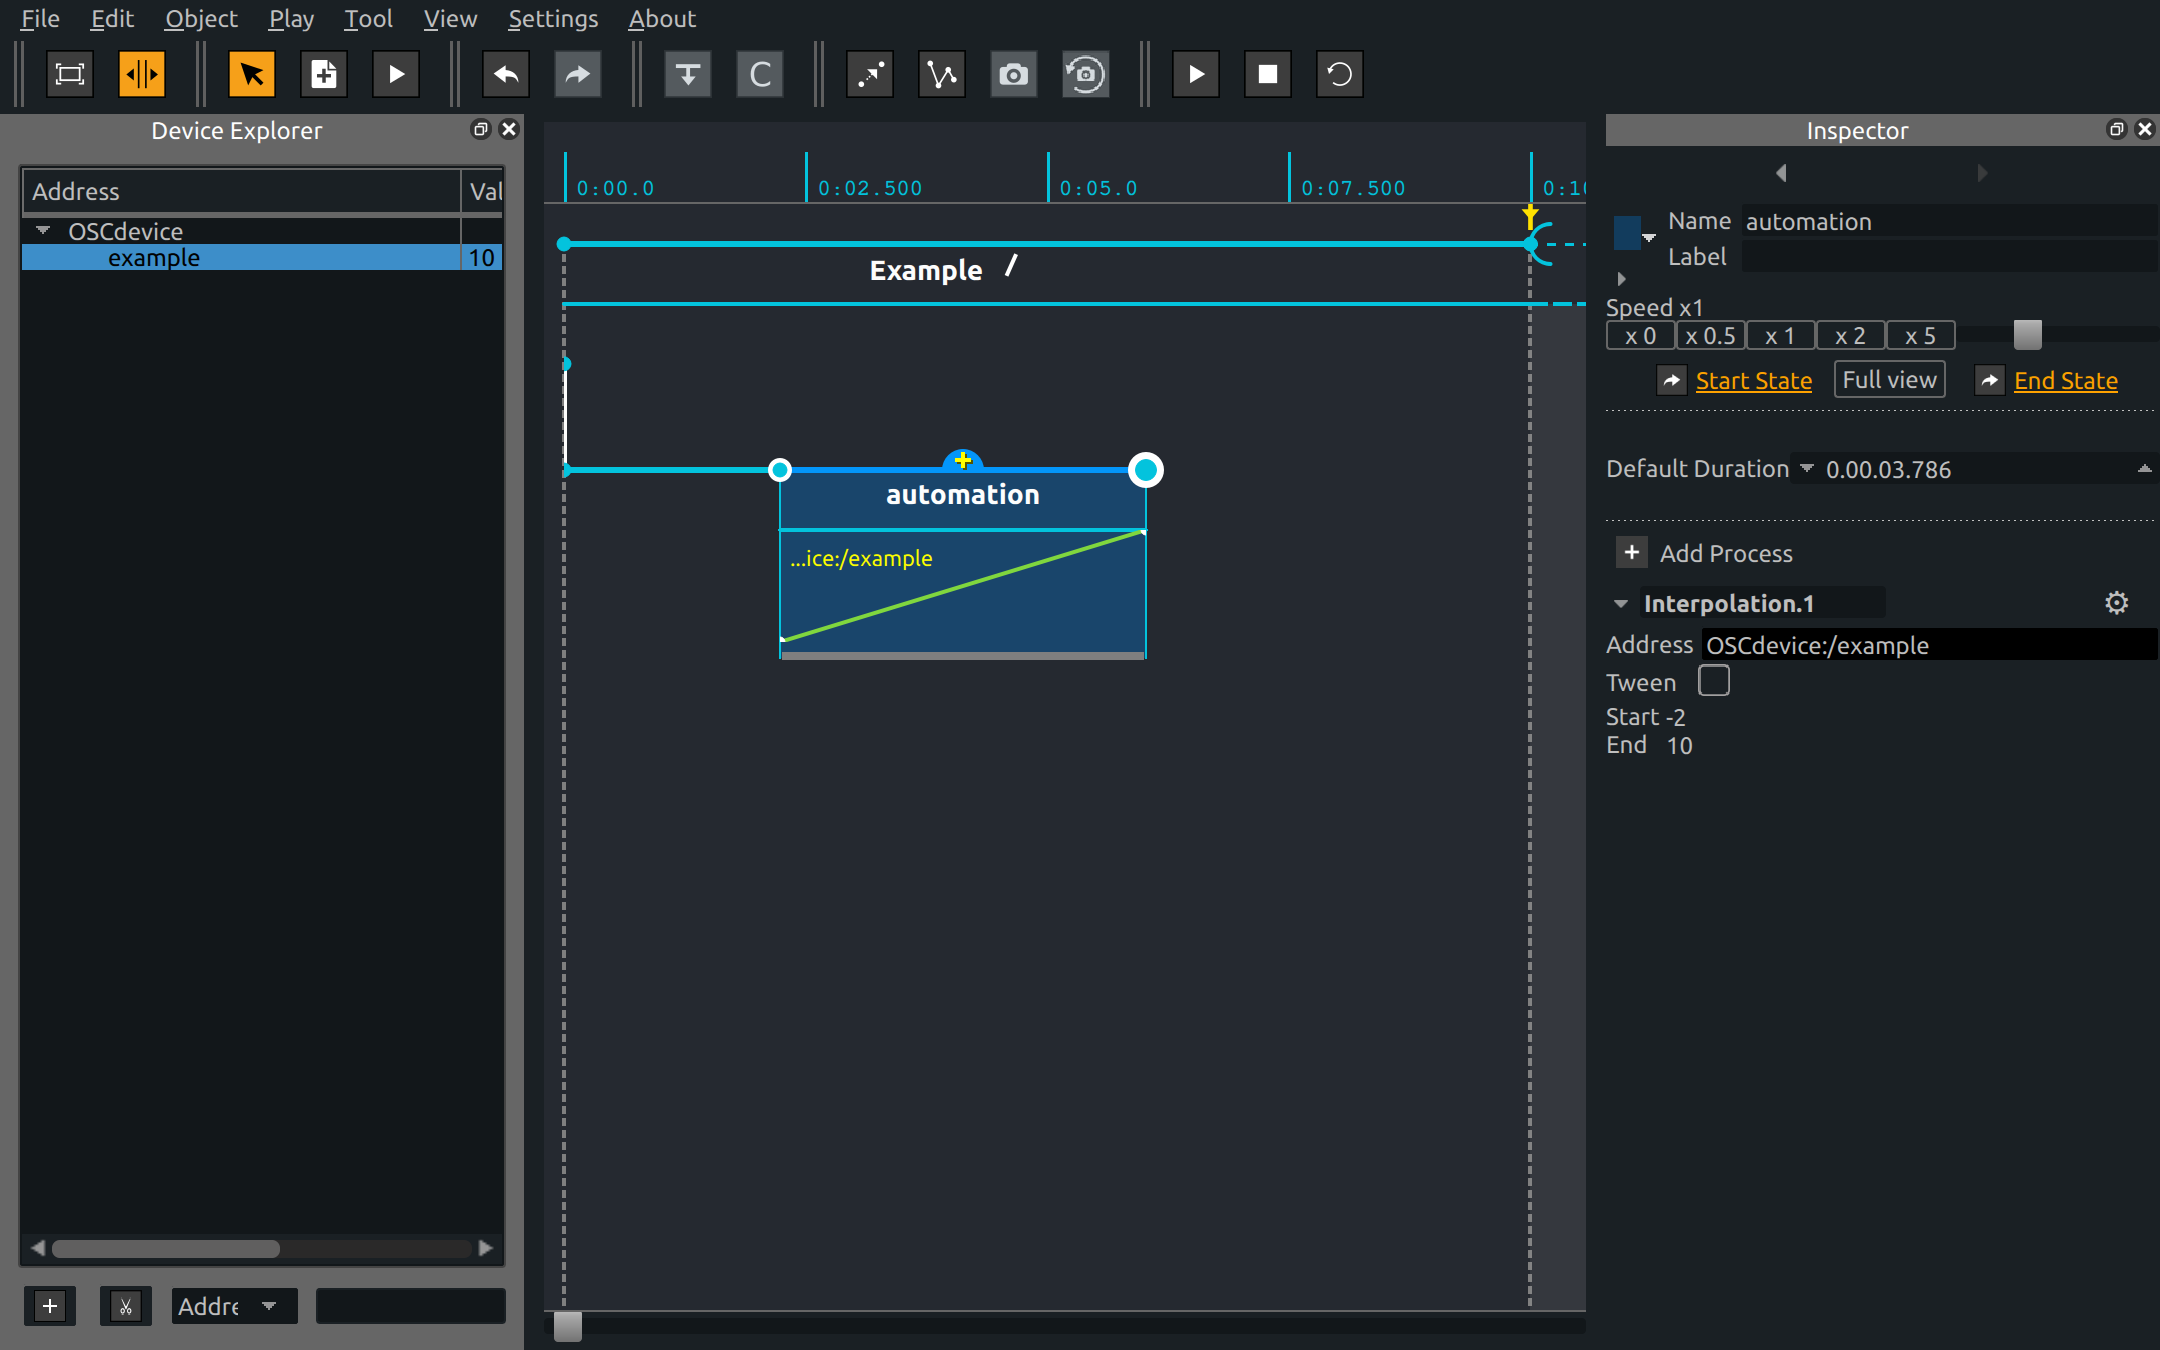 File Edit Object Play Tool View Settings About
C
Device Explorer
Address Val
OSCdevice
example 10
Addre
0:00.0 0:02.500 0:05.0 0:07.500 0:10
Example /
automation
...ice:/example
Inspector
Name automation
Label
Speed x1
x 0 x 0.5 x 1 x 2 x 5
Start State Full view End State
Default Duration 0.00.03.786
+ Add Process
Interpolation.1
Address OSCdevice:/example
Tween
Start -2
End 10